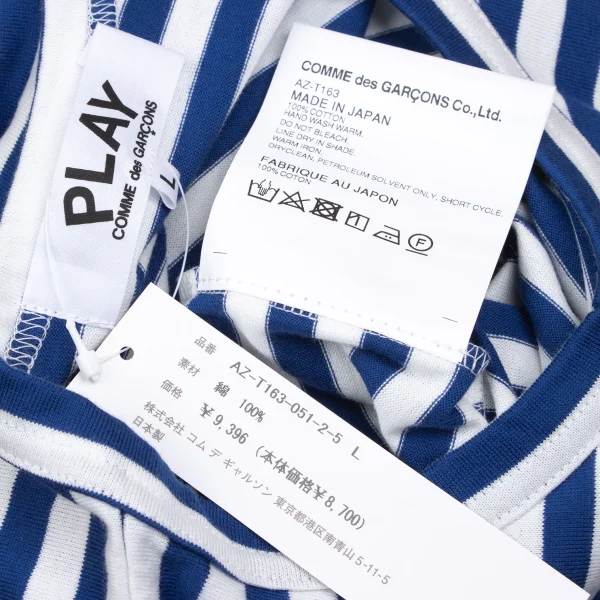 PLAY
COMME des GARÇONS
L
COMME des GARÇONS Co., Ltd.
AZ-T163
MADE IN JAPAN
100% COTTON
HAND WASH WARM.
DO NOT BLEACH.
LINE DRY IN SHADE.
WARM IRON.
DRYCLEAN, PETROLEUM SOLVENT ONLY, SHORT CYCLE.
FABRIQUE AU JAPON
100% COTON
F
品番 AZ-T163-051-2-5 L
素材 綿 100%
価格 ¥9,396 (本体価格¥8,700)
株式会社 コム デ ギャルソン 東京都港区南青山 5-11-5
日本製